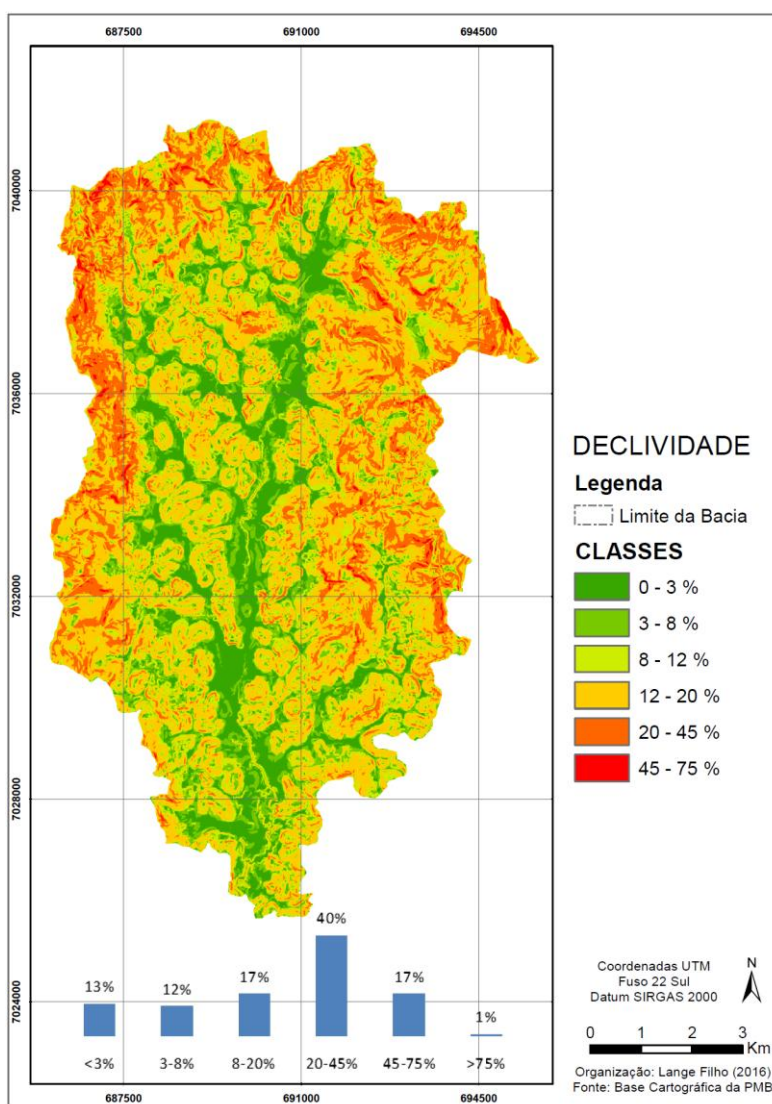 687500 691000 694500
7040000
7036000
7032000
7028000
7024000
DECLIVIDADE
Legenda
Limite da Bacia
CLASSES
0 - 3 %
3 - 8 %
8 - 12 %
12 - 20 %
20 - 45 %
45 - 75 %
13% 12% 17% 40% 17% 1%
<3% 3-8% 8-20% 20-45% 45-75% >75%
Coordenadas UTM
Fuso 22 Sul
Datum SIRGAS 2000
N
0 1 2 3
Km
Organização: Lange Filho (2016)
Fonte: Base Cartográfica da PMB
687500 691000 694500